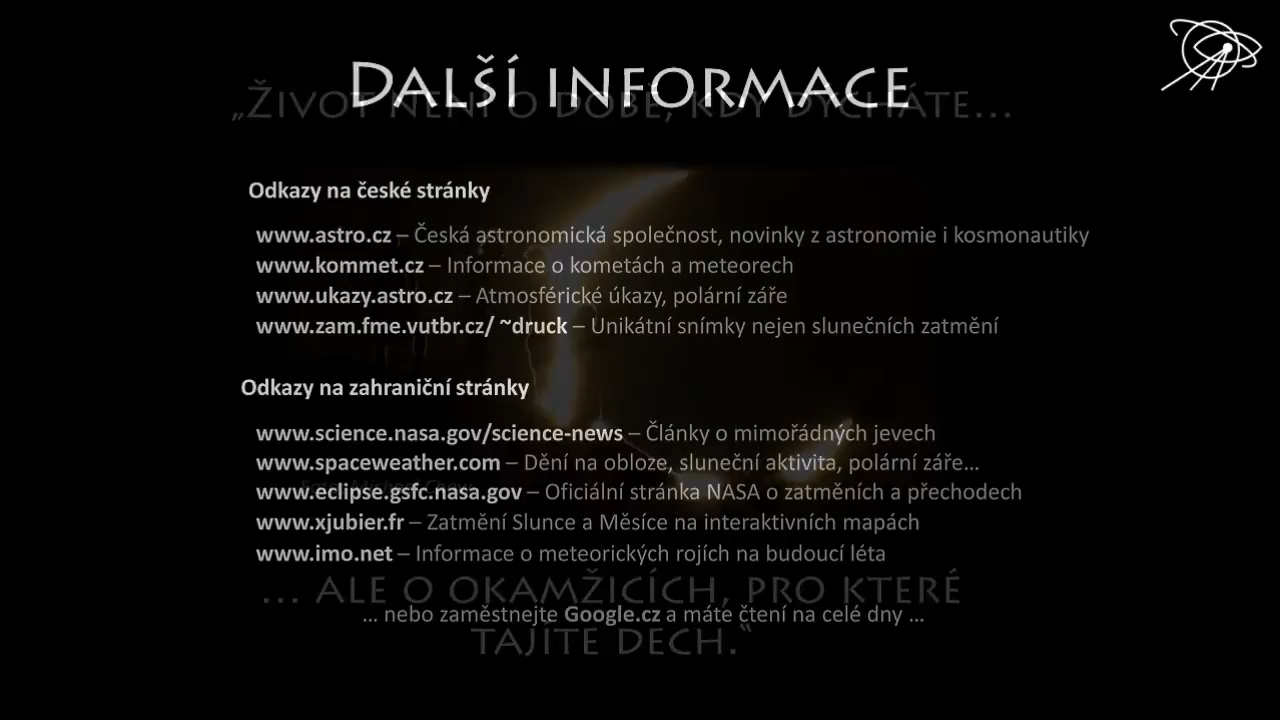 Další informace
„Život není o době, kdy dýcháte…
Odkazy na české stránky
www.astro.cz – Česká astronomická společnost, novinky z astronomie i kosmonautiky
www.kommet.cz – Informace o kometách a meteorech
www.ukazy.astro.cz – Atmosférické úkazy, polární záře
www.zam.fme.vutbr.cz/ ~druck – Unikátní snímky nejen slunečních zatmění
Odkazy na zahraniční stránky
www.science.nasa.gov/science-news – Články o mimořádných jevech
www.spaceweather.com – Dění na obloze, sluneční aktivita, polární záře…
www.eclipse.gsfc.nasa.gov – Oficiální stránka NASA o zatměních a přechodech
www.xjubier.fr – Zatmění Slunce a Měsíce na interaktivních mapách
www.imo.net – Informace o meteorických rojích na budoucí léta
… ale o okamžicích, pro které
… nebo zaměstnejte Google.cz a máte čtení na celé dny …
tajíte dech.“